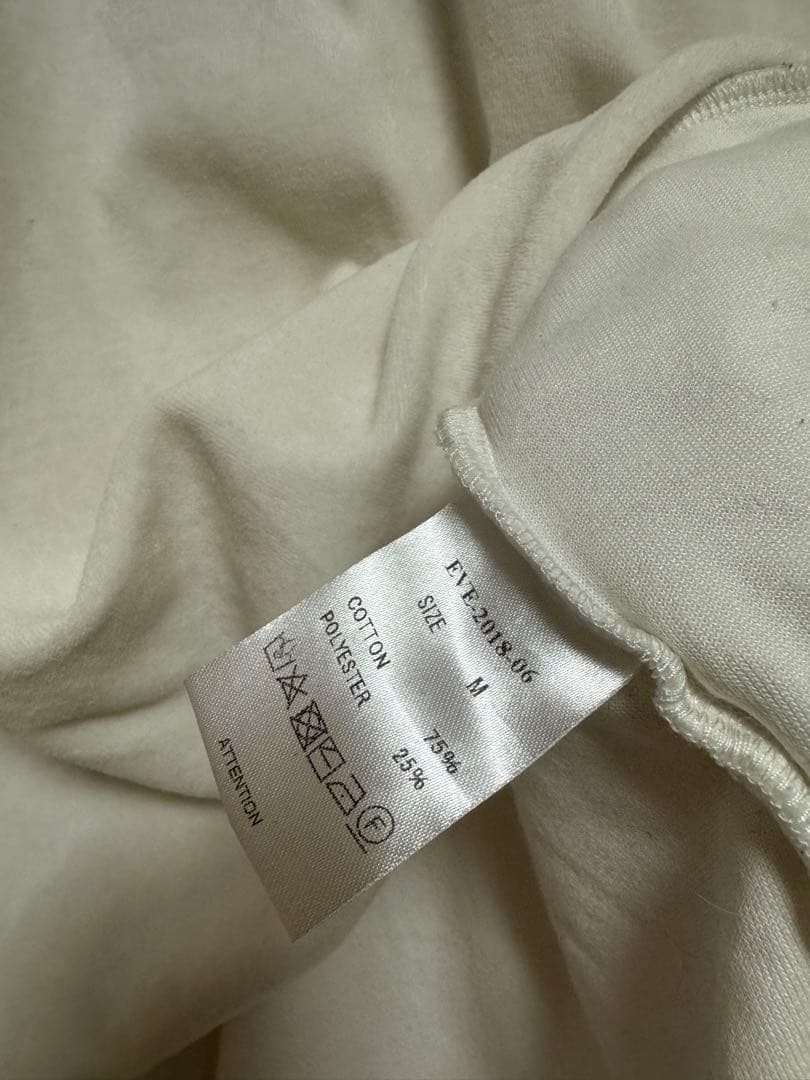 EVE-2018-06
SIZE M
COTTON 75%
POLYESTER 25%
F
ATTENTION